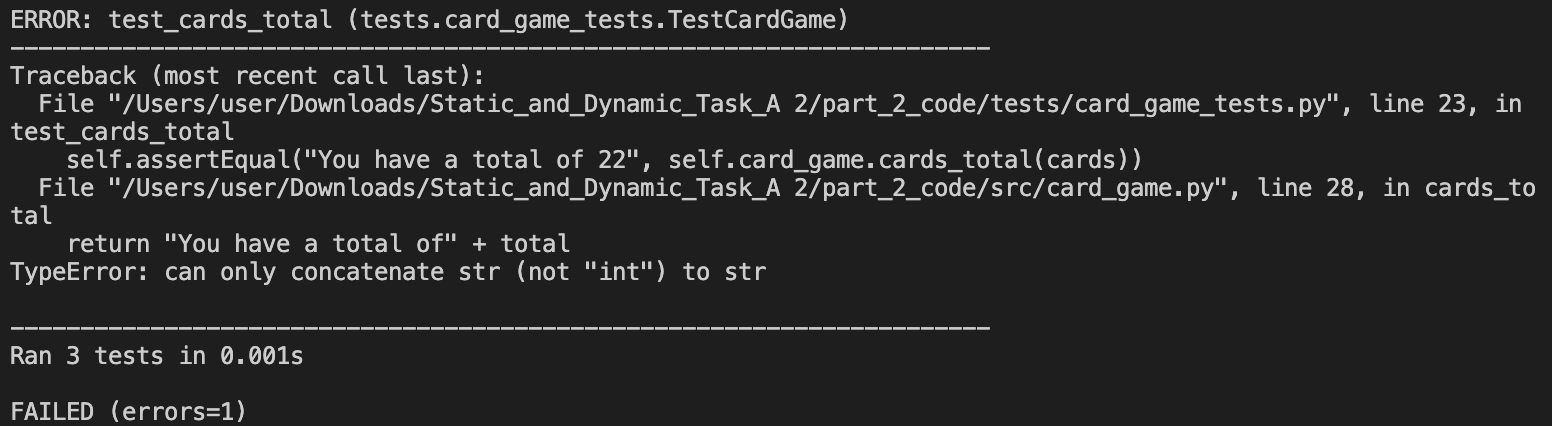 ERROR: test_cards_total (tests.card_game_tests.TestCardGame)
----------------------------------------------------------------------
Traceback (most recent call last):
  File "/Users/user/Downloads/Static_and_Dynamic_Task_A 2/part_2_code/tests/card_game_tests.py", line 23, in
test_cards_total
    self.assertEqual("You have a total of 22", self.card_game.cards_total(cards))
  File "/Users/user/Downloads/Static_and_Dynamic_Task_A 2/part_2_code/src/card_game.py", line 28, in cards_to
tal
    return "You have a total of" + total
TypeError: can only concatenate str (not "int") to str

----------------------------------------------------------------------
Ran 3 tests in 0.001s

FAILED (errors=1)